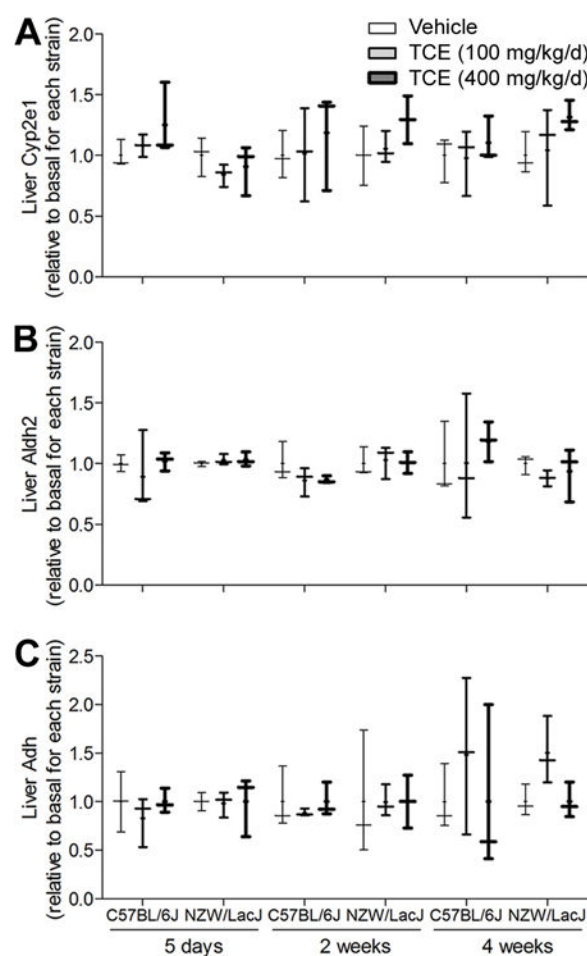 A
Vehicle
TCE (100 mg/kg/d)
TCE (400 mg/kg/d)
Liver Cyp2e1
(relative to basal for each strain)
2.0
1.5
1.0
0.5
0.0
B
Liver Aldh2
(relative to basal for each strain)
2.0
1.5
1.0
0.5
0.0
C
Liver Adh
(relative to basal for each strain)
2.5
2.0
1.5
1.0
0.5
0.0
C57BL/6J NZW/LacJ C57BL/6J NZW/LacJ C57BL/6J NZW/LacJ
5 days 2 weeks 4 weeks